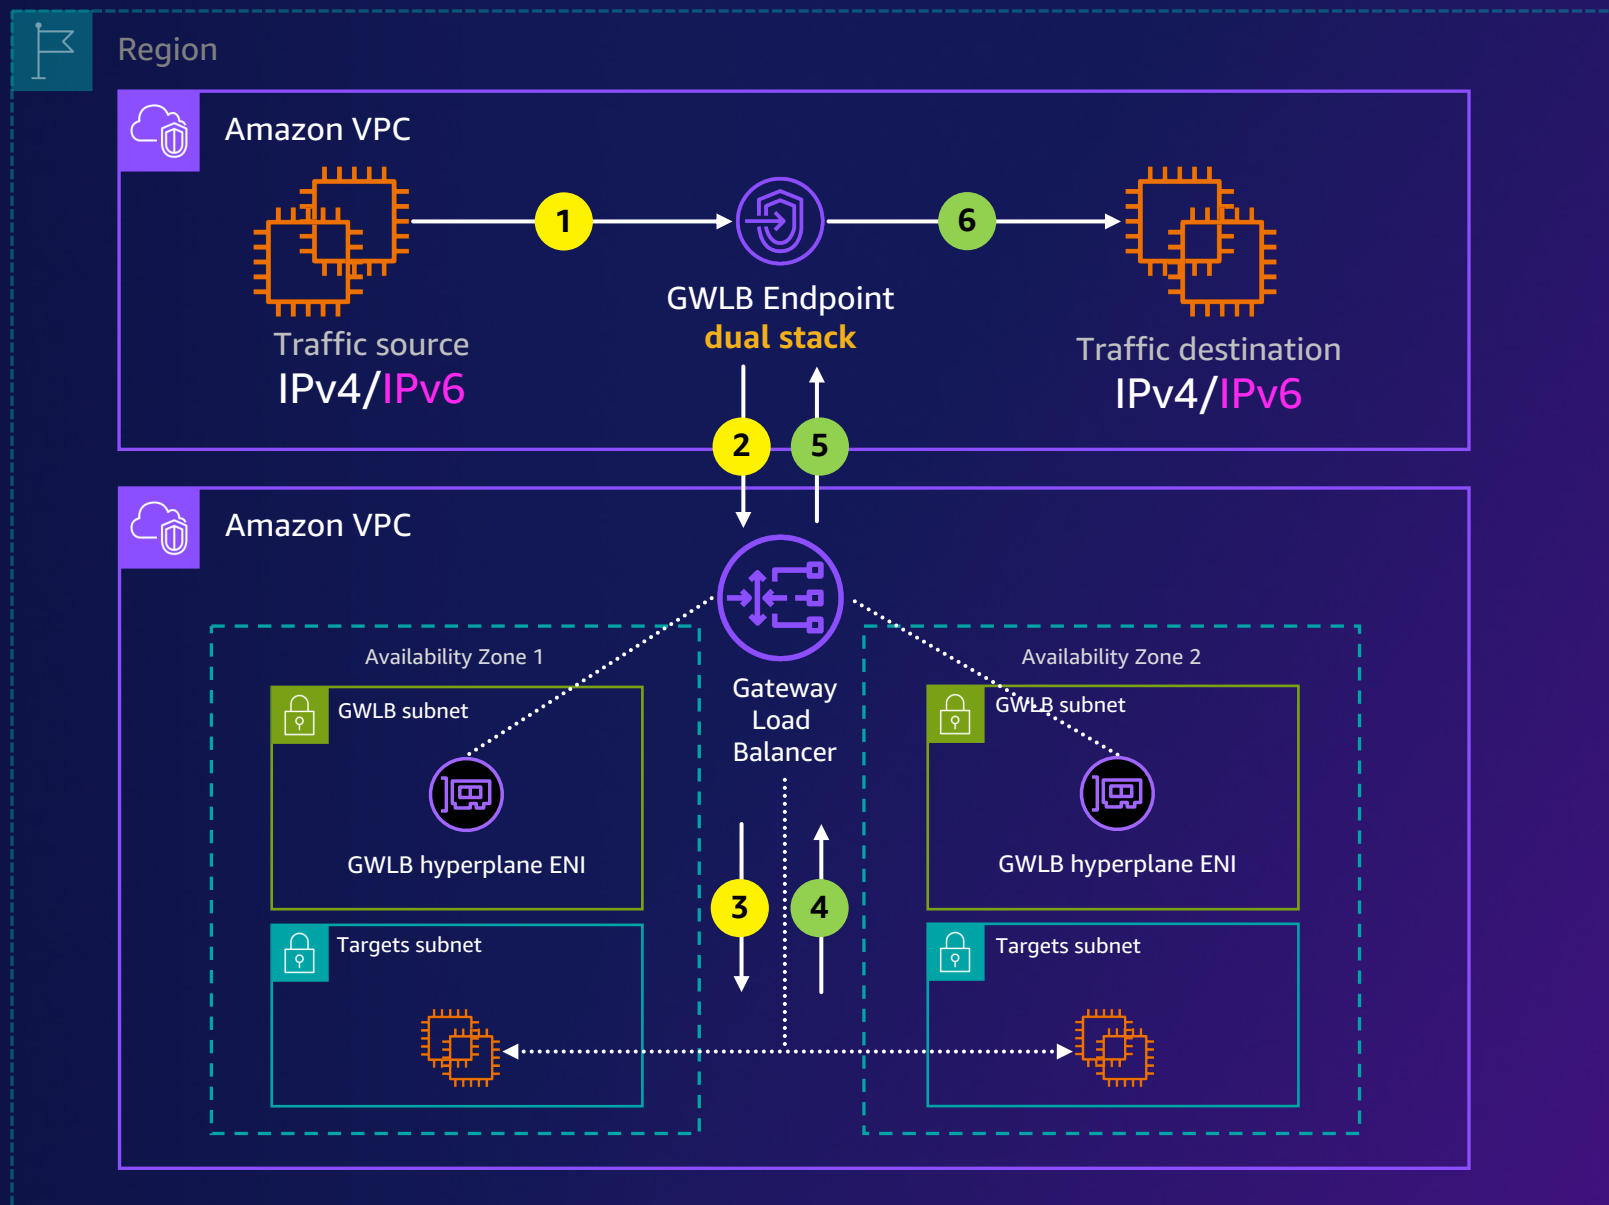 Region
Amazon VPC
1
6
GWLB Endpoint
dual stack
Traffic source
IPv4/IPv6
Traffic destination
IPv4/IPv6
2
5
Amazon VPC
Availability Zone 1
Availability Zone 2
Gateway
Load
Balancer
GWLB subnet
GWLB subnet
GWLB hyperplane ENI
GWLB hyperplane ENI
3
4
Targets subnet
Targets subnet